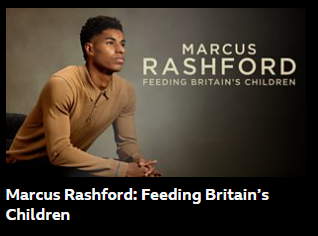 MARCUS
RASHFORD
FEEDING BRITAIN'S CHILDREN
Marcus Rashford: Feeding Britain's
Children